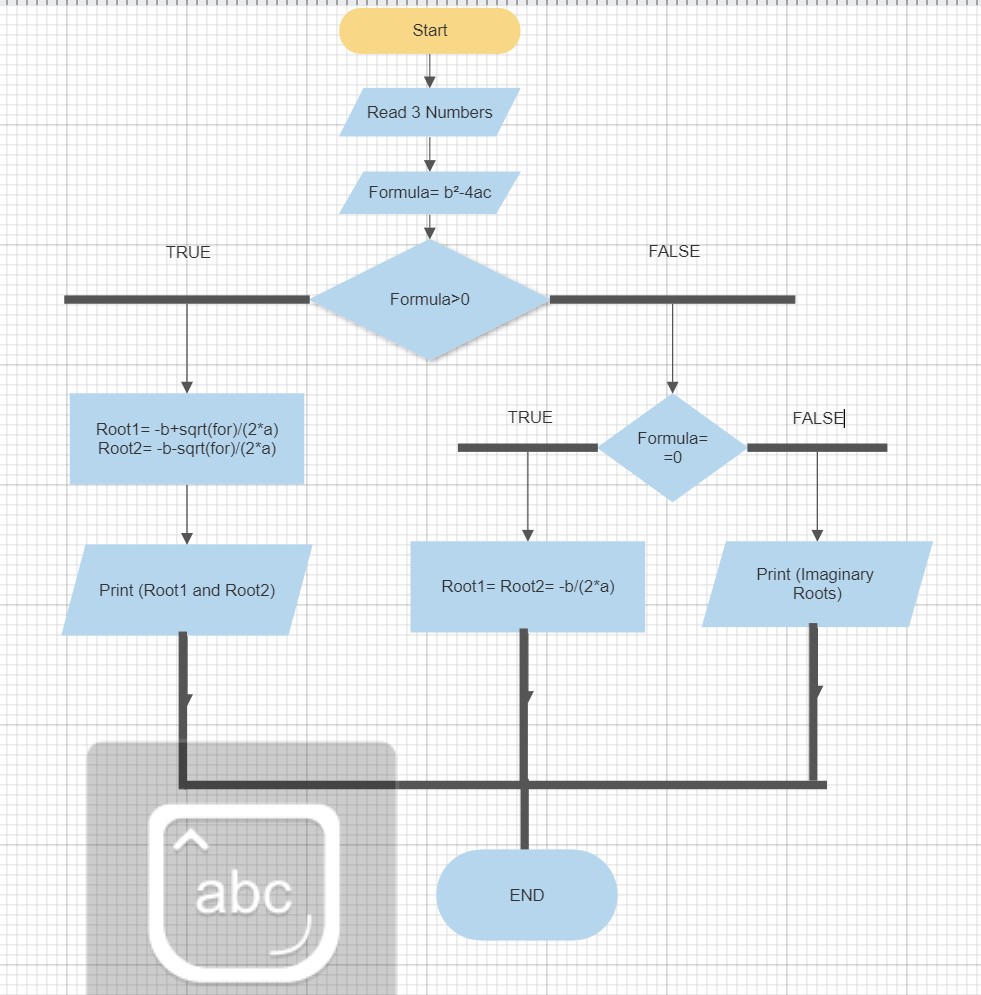 Start
Read 3 Numbers
Formula= b²-4ac
TRUE
FALSE
Formula>0
Root1= -b+sqrt(for)/(2*a)
Root2= -b-sqrt(for)/(2*a)
TRUE
FALSE
Formula=
=0
Print (Root1 and Root2)
Root1= Root2= -b/(2*a)
Print (Imaginary
Roots)
abc
END